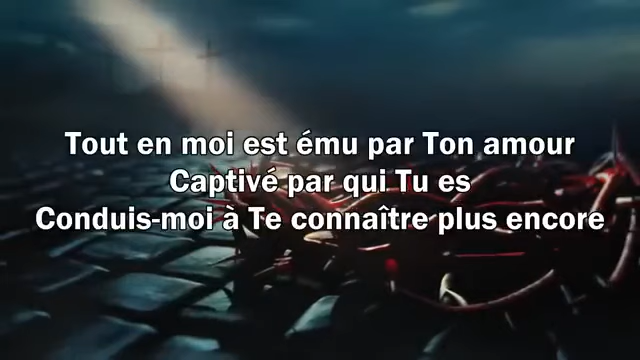 Tout en moi est ému par Ton amour
Captivé par qui Tu es
Conduis-moi à Te connaître plus encore